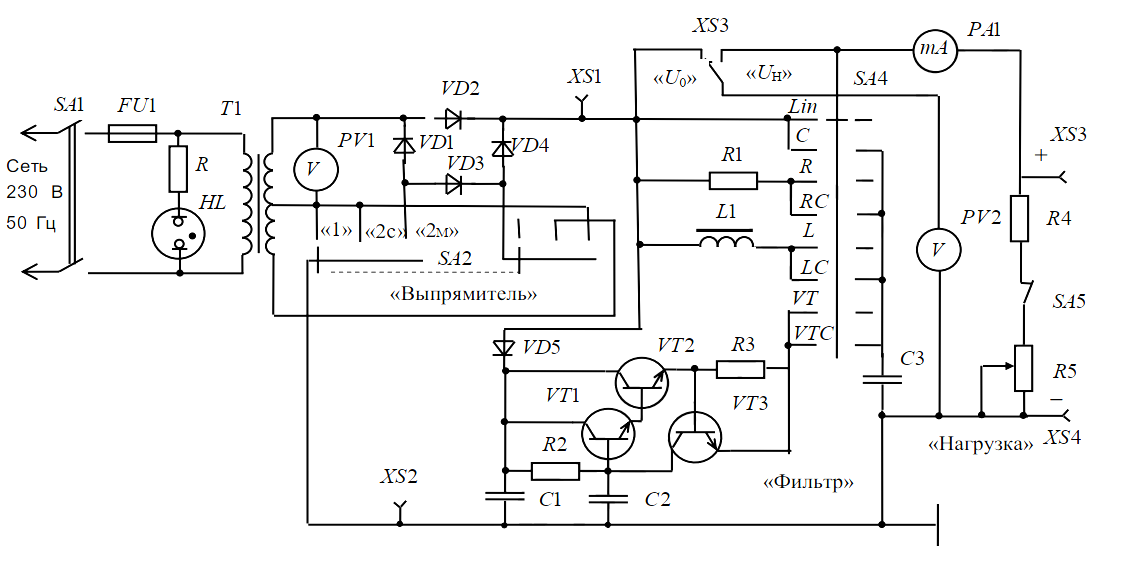 XS3
PA1
mA
«U₀»
«Uн»
SA4
XS1
VD2
SA1
FU1
T1
PV1
VD1
VD4
Lin
C
XS3
+
Сеть
230 В
50 Гц
R
V
VD3
R1
R
HL
RC
PV2
R4
L1
L
«1»
«2с»
«2м»
V
SA2
LC
«Выпрямитель»
VT
SA5
VTC
VD5
VT2
R3
C3
R5
VT1
VT3
–
«Нагрузка»
XS4
R2
XS2
«Фильтр»
C1
C2